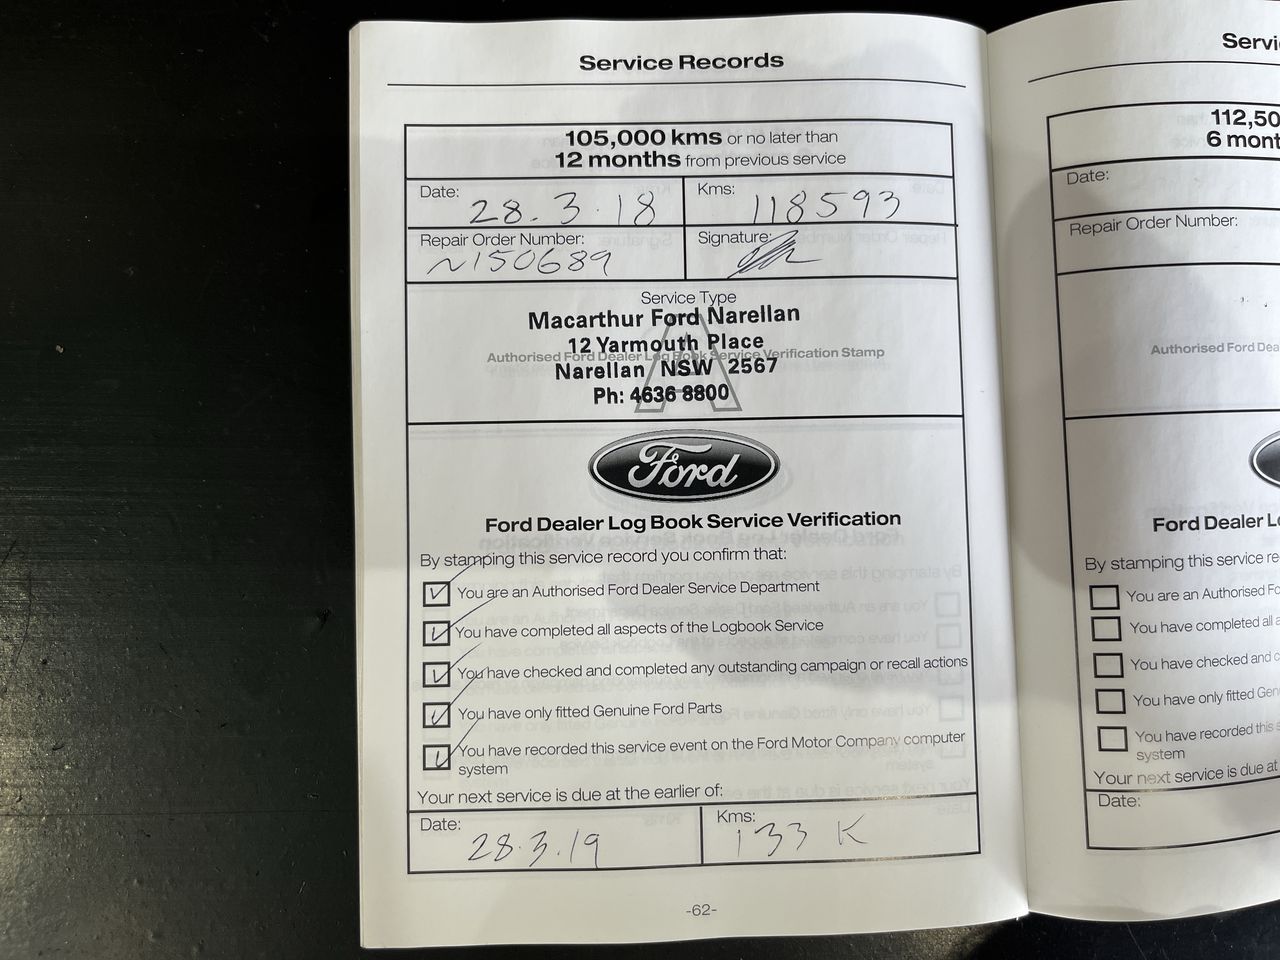 Service Records
105,000 kms or no later than
12 months from previous service
Date:
28.3.18
Kms:
118593
Repair Order Number:
N150689
Signature:
Service Type
Macarthur Ford Narellan
12 Yarmouth Place
Authorised Ford Dealer Log Book Service Verification Stamp
Narellan NSW 2567
A
Ph: 4636 8800
Ford
Ford Dealer Log Book Service Verification
By stamping this service record you confirm that:
You are an Authorised Ford Dealer Service Department
You have completed all aspects of the Logbook Service
You have checked and completed any outstanding campaign or recall actions
You have only fitted Genuine Ford Parts
You have recorded this service event on the Ford Motor Company computer
system
Your next service is due at the earlier of:
Date:
28.3.19
Kms:
133 K
-62-
Servi
112,50
6 mont
Date:
Repair Order Number:
Authorised Ford Dea
Ford Dealer L
By stamping this service re
You are an Authorised Fo
You have completed all a
You have checked and c
You have only fitted Gen
You have recorded this s
system
Your next service is due at
Date: